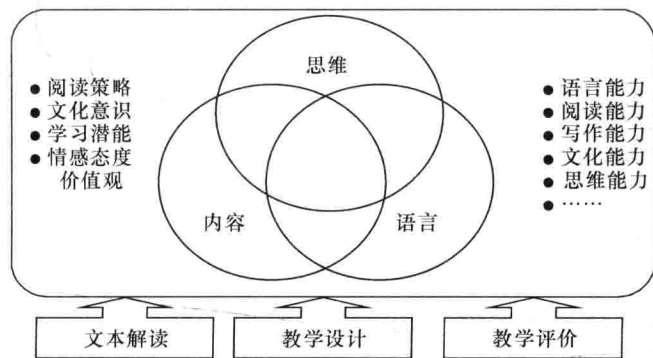 思维
● 阅读策略
● 文化意识
● 学习潜能
● 情感态度
价值观
内容
语言
● 语言能力
● 阅读能力
● 写作能力
● 文化能力
● 思维能力
● ……
文本解读
教学设计
教学评价